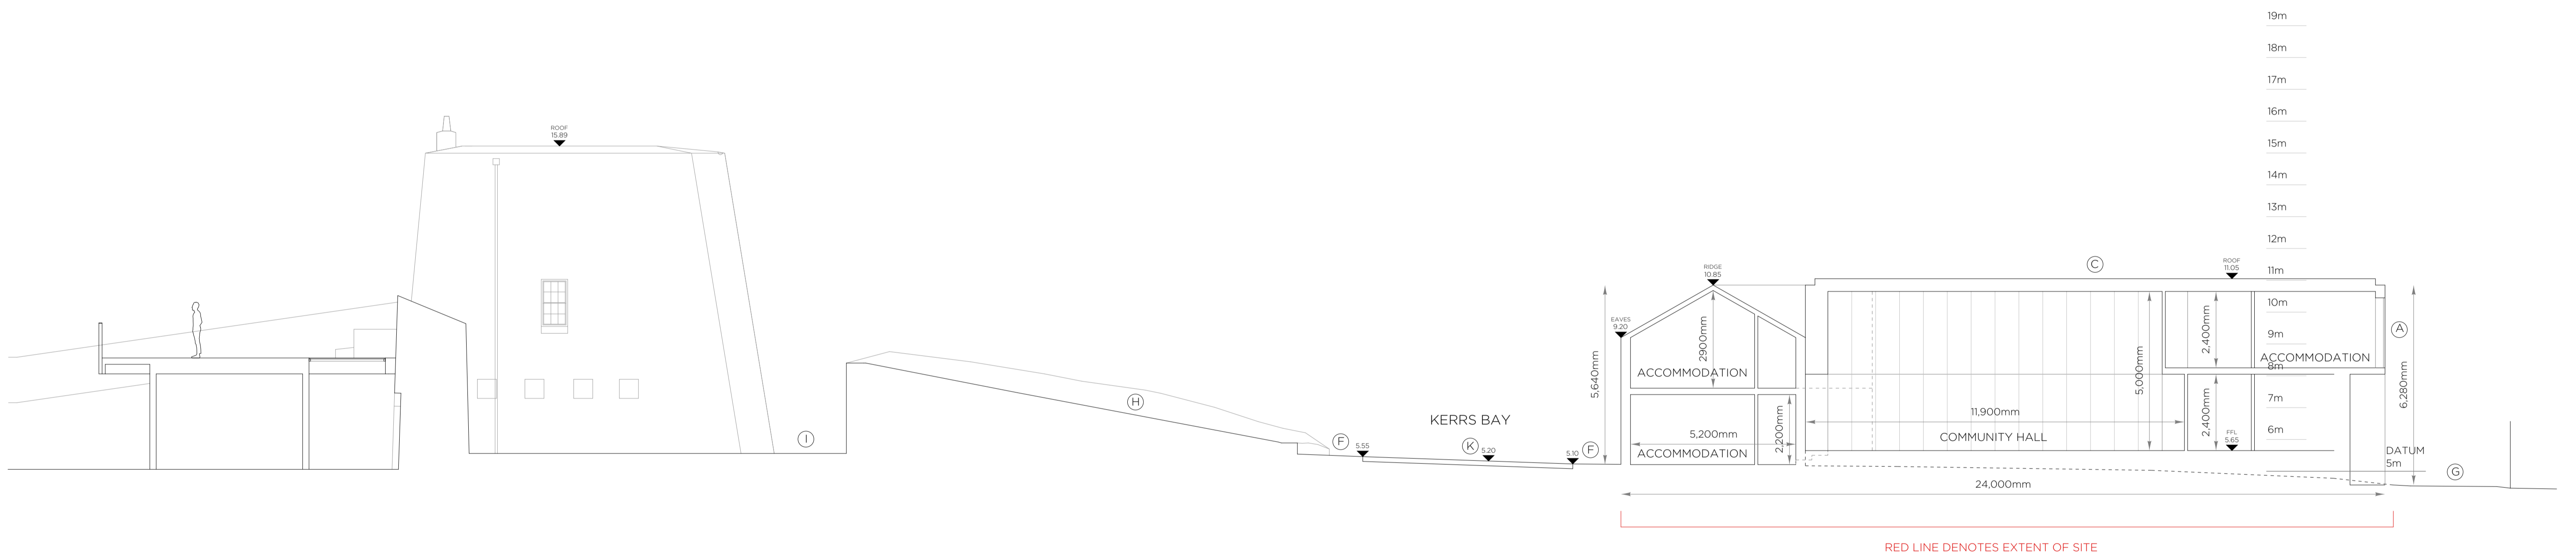 19m
18m
17m
16m
15m
14m
13m
12m
11m
10m
9m
8m
7m
6m
DATUM
5m
ROOF
15.89
I
H
F
5.55
KERRS BAY
K
5.20
5.10
F
EAVES
9.20
5,640mm
RIDGE
10.85
2900mm
ACCOMMODATION
5,200mm
ACCOMMODATION
2,200mm
C
ROOF
11.05
11,900mm
COMMUNITY HALL
5,000mm
2,400mm
2,400mm
ACCOMMODATION
FFL
5.65
A
6,280mm
G
24,000mm
RED LINE DENOTES EXTENT OF SITE